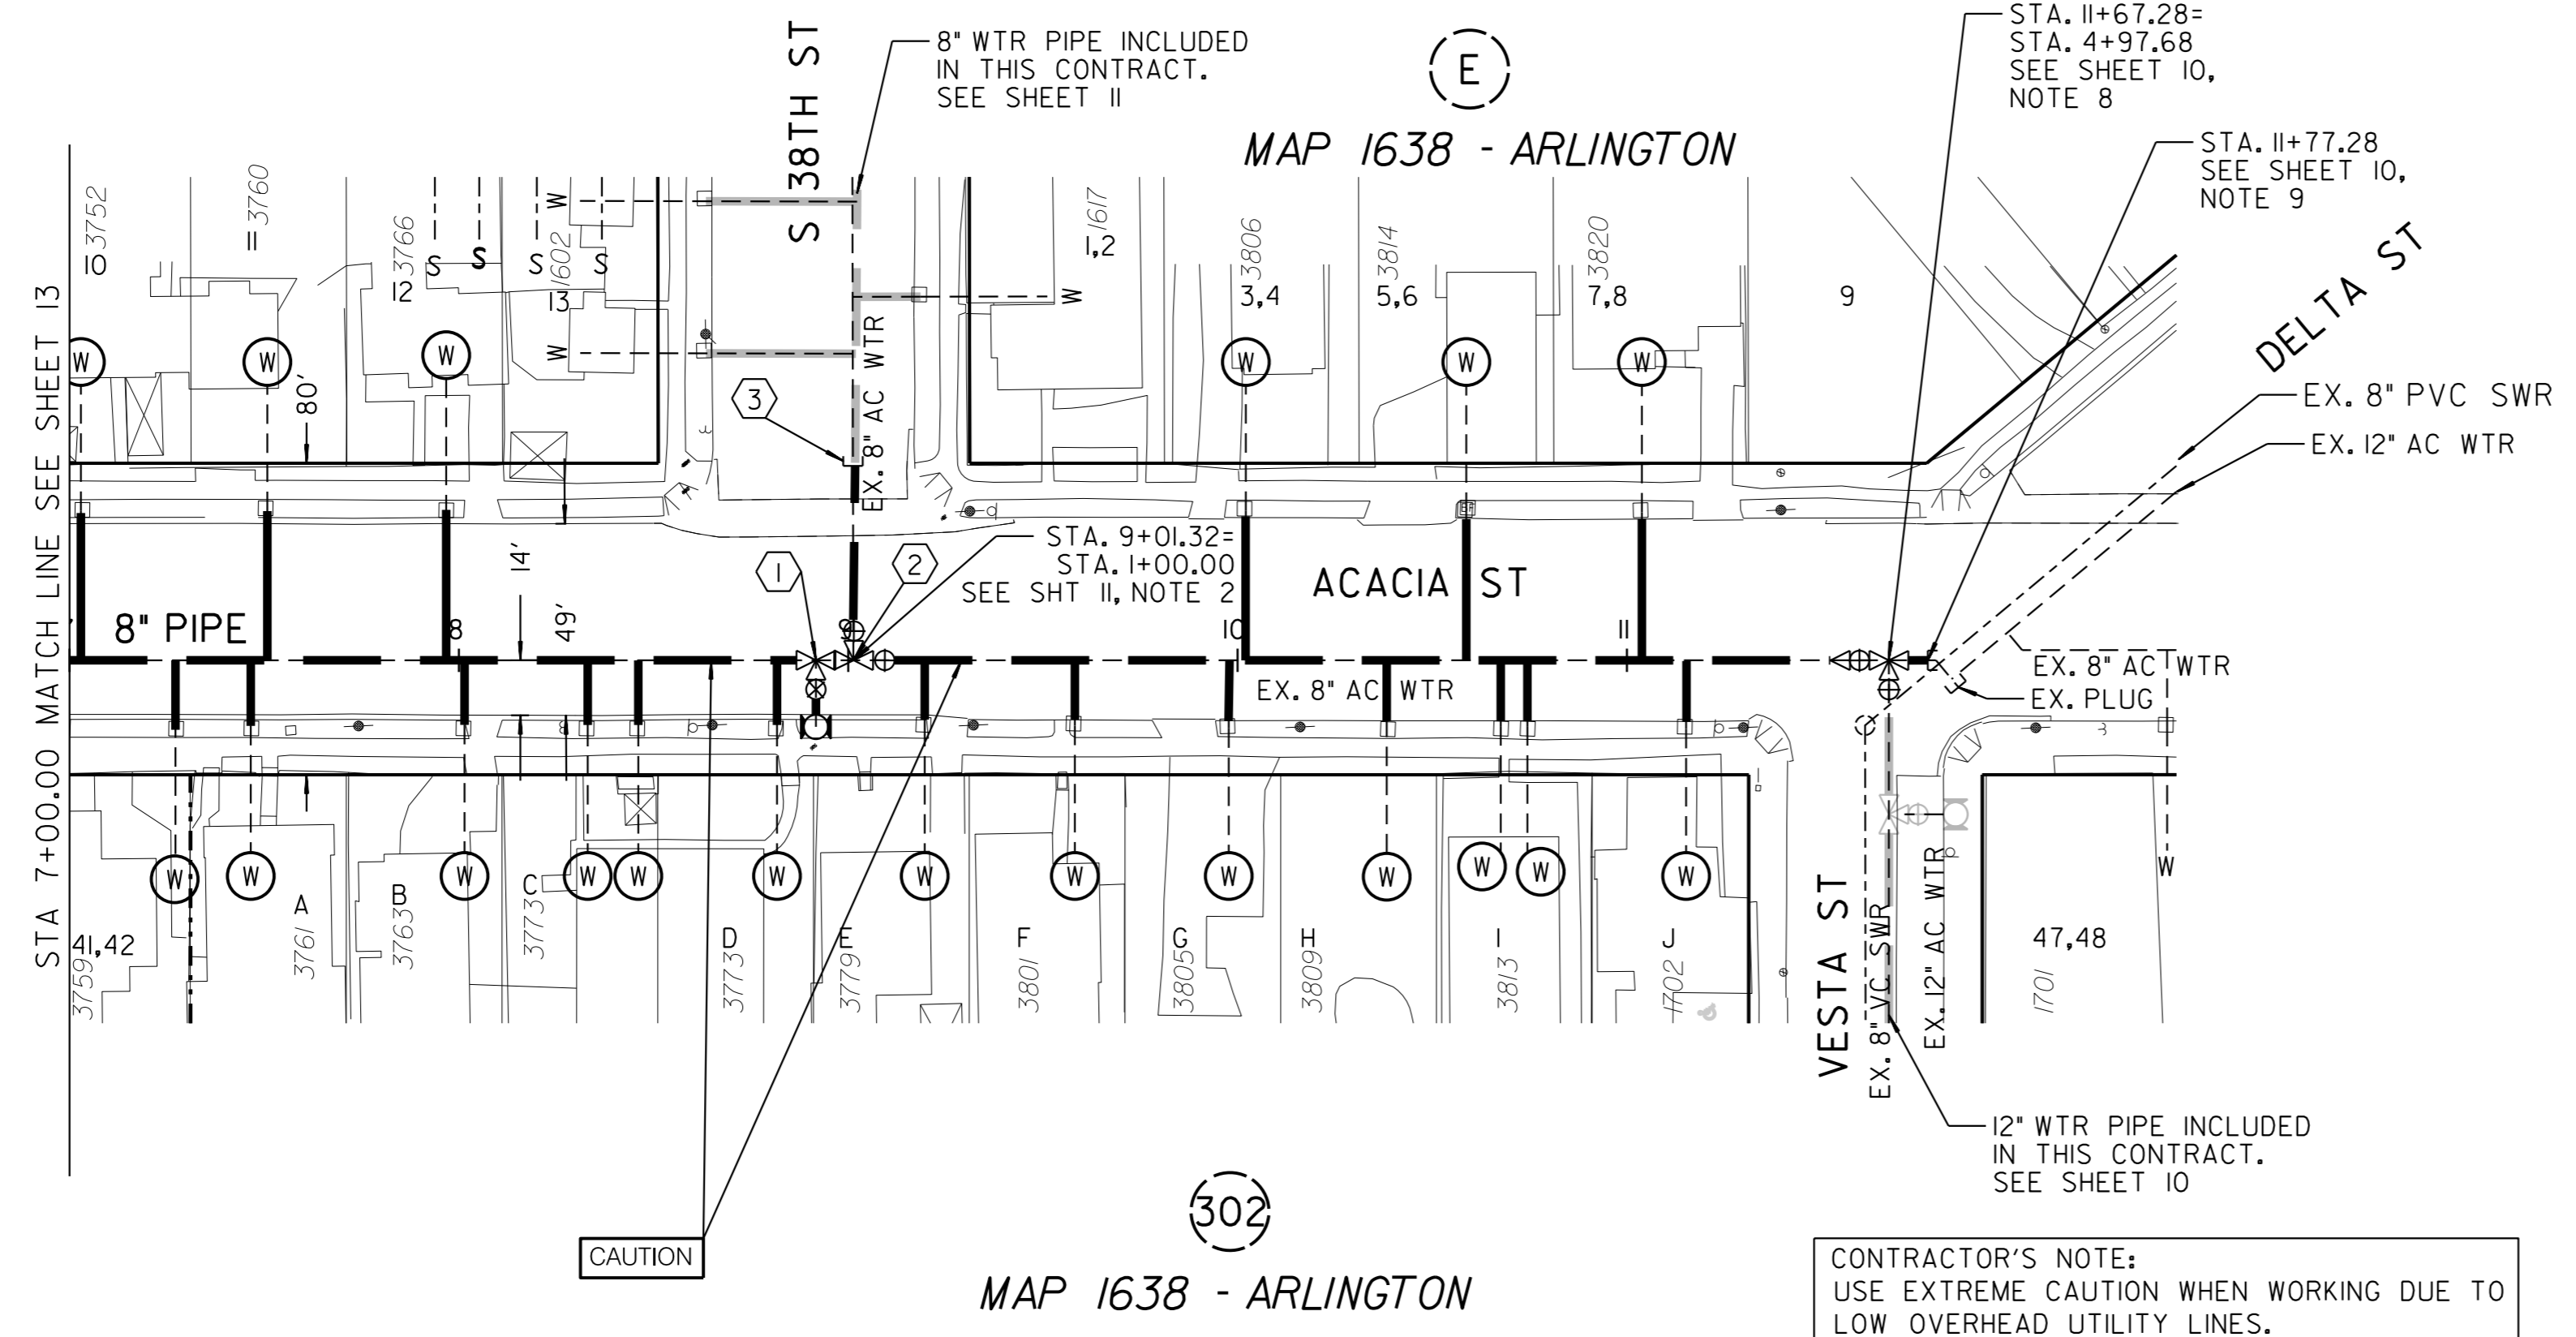 S 38TH ST
8" WTR PIPE INCLUDED
IN THIS CONTRACT.
SEE SHEET 11
E
MAP 1638 - ARLINGTON
STA. 11+67.28=
STA. 4+97.68
SEE SHEET 10,
NOTE 8
STA. 11+77.28
SEE SHEET 10,
NOTE 9
DELTA ST
EX. 8" PVC SWR
EX. 12" AC WTR
3752
10
= 3760
3766
12
S
S
S
S
1602
13
W
W
W
1617
1,2
3806
3,4
3814
5,6
3820
7,8
9
W
W
W
W
W
W
80'
3
EX. 8" AC WTR
STA 7+00.00 MATCH LINE SEE SHEET 13
14'
49'
1
2
STA. 9+01.32=
STA. 1+00.00
SEE SHT 11, NOTE 2
ACACIA ST
8" PIPE
8
9
10
11
EX. 8" AC WTR
EX. 8" AC WTR
EX. PLUG
W
W
W
W
W
W
W
W
W
W
W
W
W
W
41,42
3759
A
3761
B
3763
C
3773
D
3773
E
3779
F
3801
G
3805
H
3809
I
3813
J
1702
VESTA ST
EX. 8" VC SWR
EX. 12" AC WTR
47,48
1701
12" WTR PIPE INCLUDED
IN THIS CONTRACT.
SEE SHEET 10
CAUTION
302
MAP 1638 - ARLINGTON
CONTRACTOR'S NOTE:
USE EXTREME CAUTION WHEN WORKING DUE TO
LOW OVERHEAD UTILITY LINES.